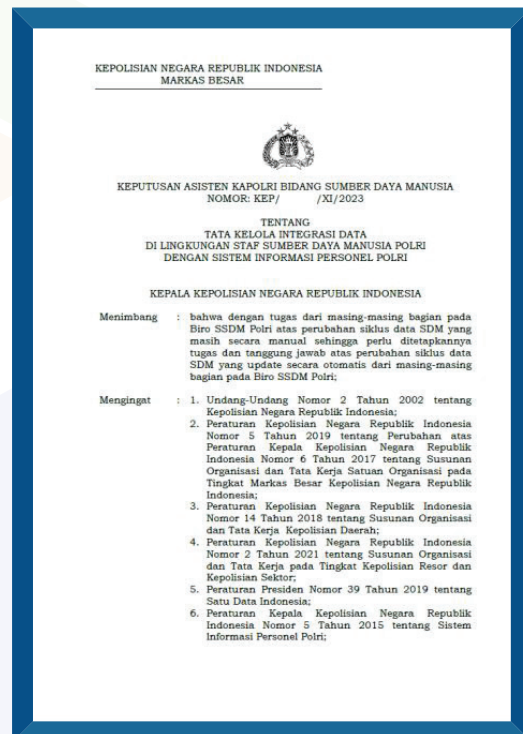 KEPOLISIAN NEGARA REPUBLIK INDONESIA
MARKAS BESAR
KEPUTUSAN ASISTEN KAPOLRI BIDANG SUMBER DAYA MANUSIA
NOMOR: KEP/ /XI/2023
TENTANG
TATA KELOLA INTEGRASI DATA
DI LINGKUNGAN STAF SUMBER DAYA MANUSIA POLRI
DENGAN SISTEM INFORMASI PERSONEL POLRI
KEPALA KEPOLISIAN NEGARA REPUBLIK INDONESIA
Menimbang : bahwa dengan tugas dari masing-masing bagian pada
Biro SSDM Polri atas perubahan siklus data SDM yang
masih secara manual sehingga perlu ditetapkannya
tugas dan tanggung jawab atas perubahan siklus data
SDM yang update secara otomatis dari masing-masing
bagian pada Biro SSDM Polri;
Mengingat : 1. Undang-Undang Nomor 2 Tahun 2002 tentang
Kepolisian Negara Republik Indonesia;
2. Peraturan Kepolisian Negara Republik Indonesia
Nomor 5 Tahun 2019 tentang Perubahan atas
Peraturan Kepala Kepolisian Negara Republik
Indonesia Nomor 6 Tahun 2017 tentang Susunan
Organisasi dan Tata Kerja Satuan Organisasi pada
Tingkat Markas Besar Kepolisian Negara Republik
Indonesia;
3. Peraturan Kepolisian Negara Republik Indonesia
Nomor 14 Tahun 2018 tentang Susunan Organisasi
dan Tata Kerja Kepolisian Daerah;
4. Peraturan Kepolisian Negara Republik Indonesia
Nomor 2 Tahun 2021 tentang Susunan Organisasi
dan Tata Kerja pada Tingkat Kepolisian Resor dan
Kepolisian Sektor;
5. Peraturan Presiden Nomor 39 Tahun 2019 tentang
Satu Data Indonesia;
6. Peraturan Kepala Kepolisian Negara Republik
Indonesia Nomor 5 Tahun 2015 tentang Sistem
Informasi Personel Polri;